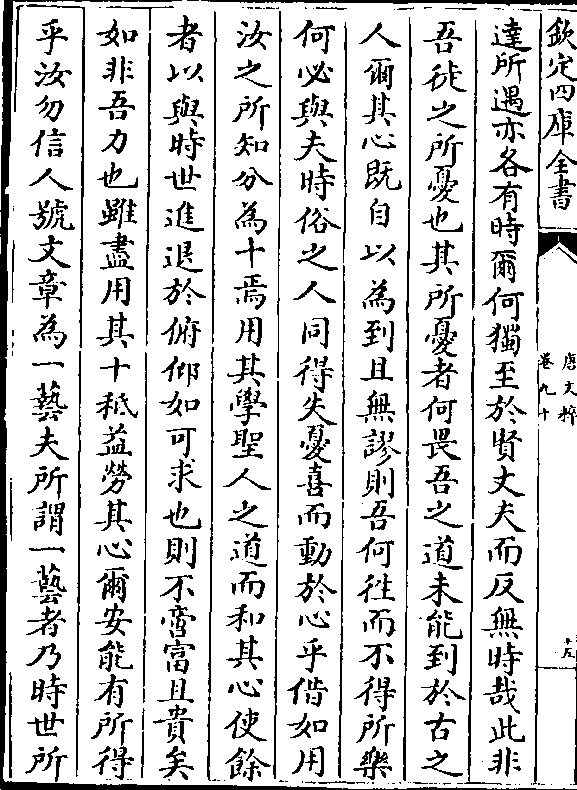 欽定四庫全書
唐文粹
卷九十
十五
達所遇亦各有時爾何獨至於賢丈夫而反無時哉此非
吾徒之所憂也其所憂者何畏吾之道未能到於古之
人爾其心既自以為到且無謬則吾何徃而不得所樂
何必與夫時俗之人同得失憂喜而動於心乎借如用
汝之所知分為十焉用其學聖人之道而和其心使餘
者以與時世進退於俯仰如可求也則不啻富且貴矣
如非吾力也雖盡用其十秪益勞其心爾安能有所得
乎汝勿信人號文章為一藝夫所謂一藝者乃時世所